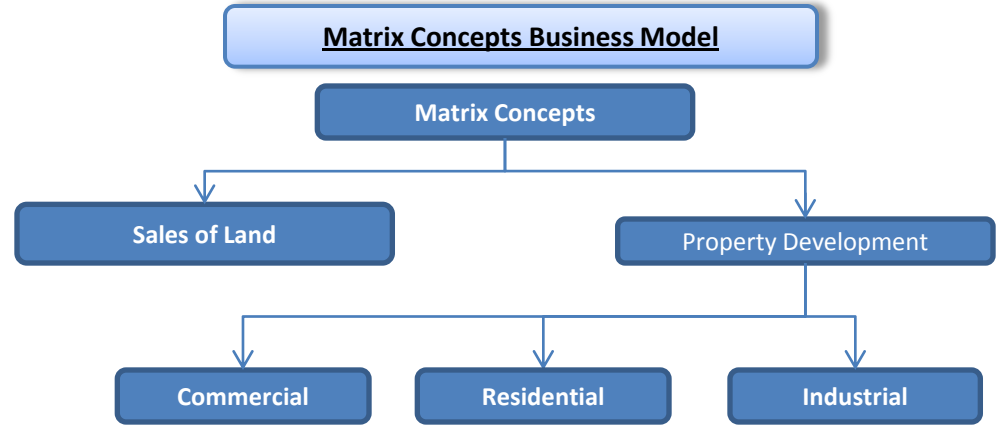 Matrix Concepts Business Model
Matrix Concepts
Sales of Land
Property Development
Commercial
Residential
Industrial